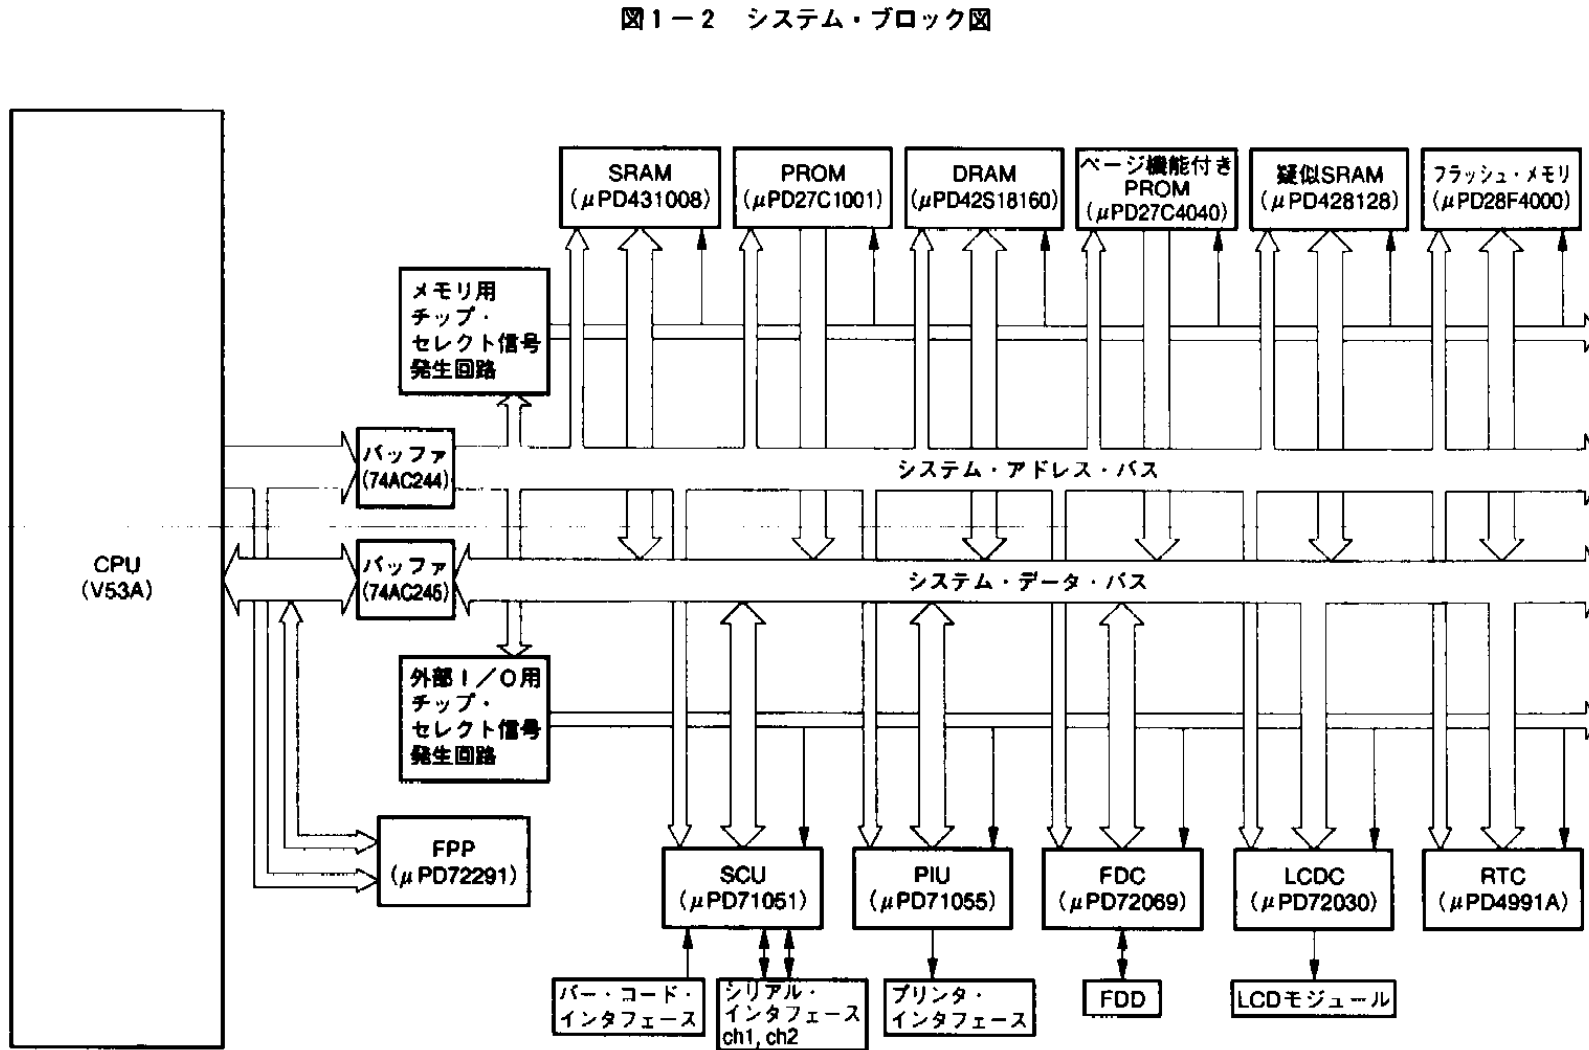 図1-2 システム・ブロック図
SRAM
(μPD431008)
PROM
(μPD27C1001)
DRAM
(μPD42S18160)
ページ機能付き
PROM
(μPD27C4040)
疑似SRAM
(μPD428128)
フラッシュ・メモリ
(μPD28F4000)
メモリ用
チップ・
セレクト信号
発生回路
バッファ
(74AC244)
システム・アドレス・バス
CPU
(V53A)
バッファ
(74AC245)
システム・データ・バス
外部I/O用
チップ・
セレクト信号
発生回路
FPP
(μPD72291)
SCU
(μPD71051)
PIU
(μPD71055)
FDC
(μPD72069)
LCDC
(μPD72030)
RTC
(μPD4991A)
バー・コード・
インタフェース
シリアル・
インタフェース
ch1, ch2
プリンタ・
インタフェース
FDD
LCDモジュール